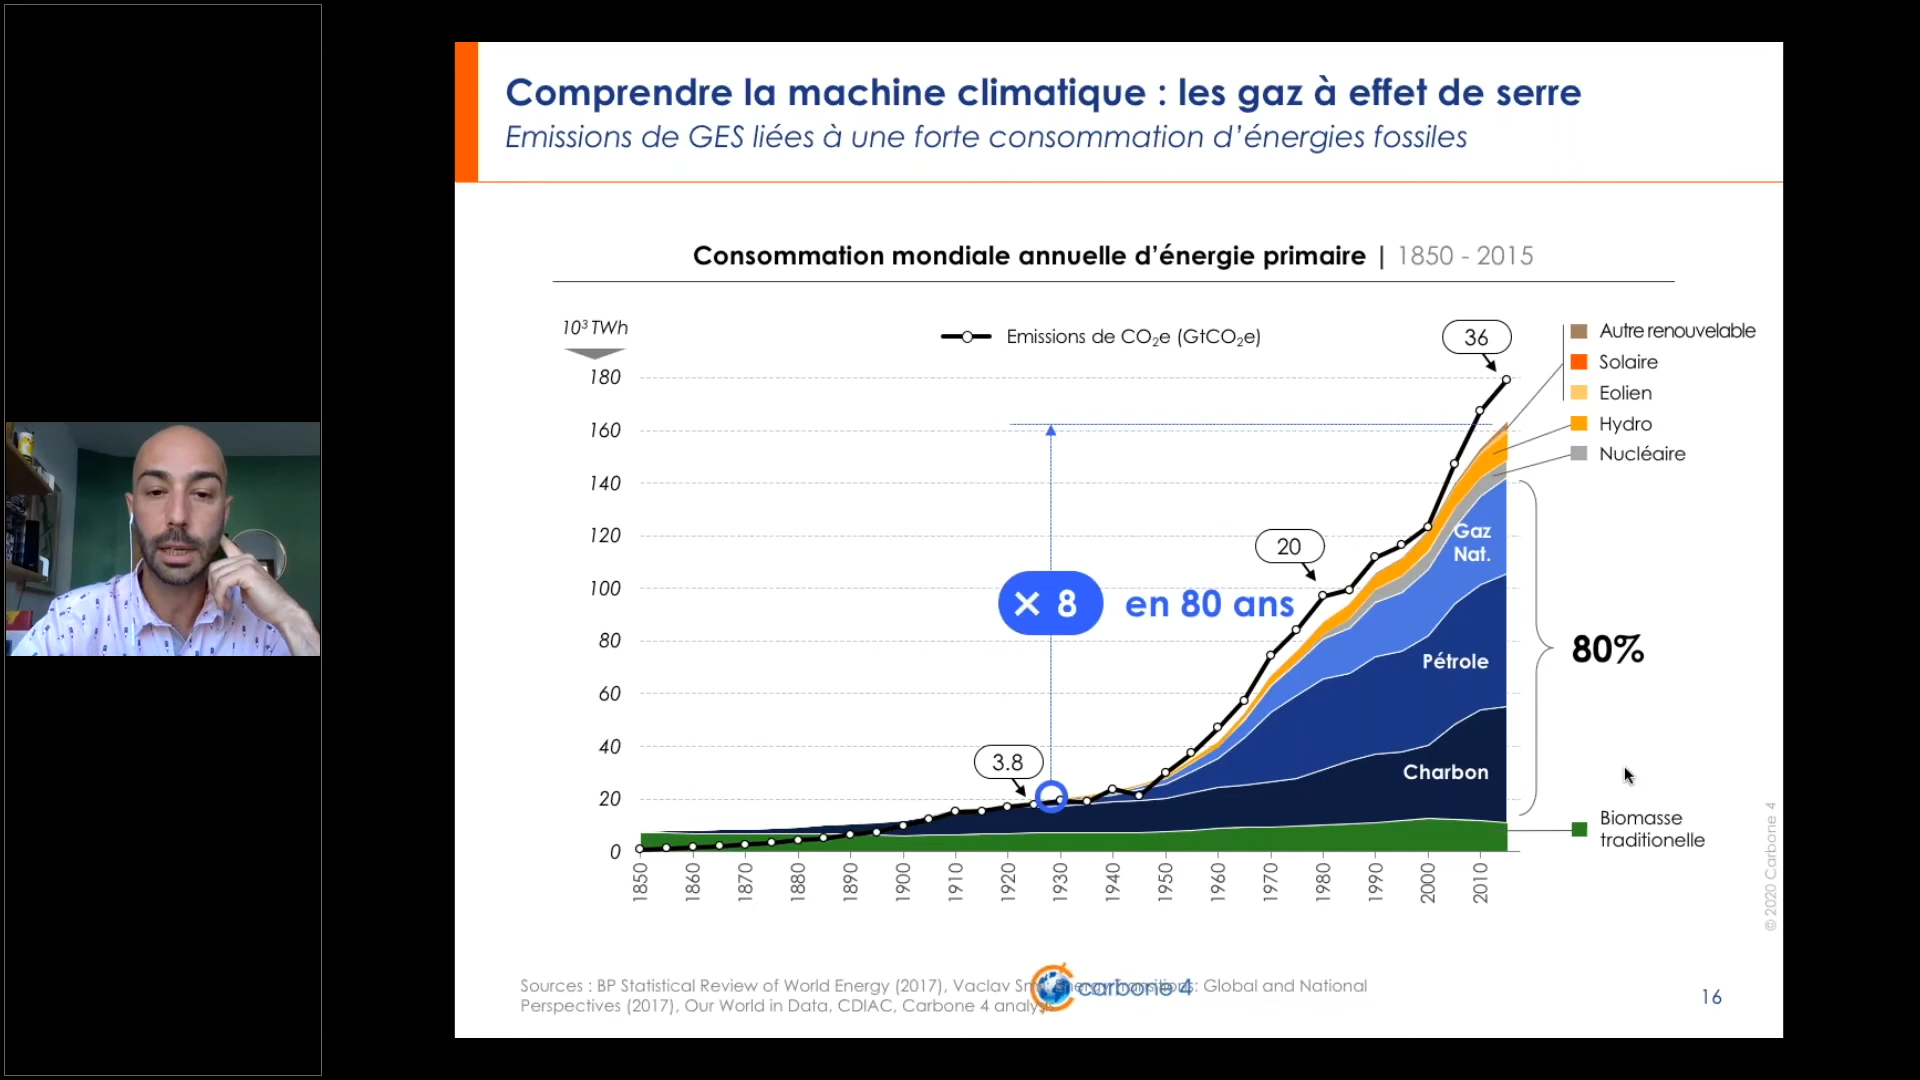 Comprendre la machine climatique : les gaz à effet de serre
Emissions de GES liées à une forte consommation d'énergies fossiles
Consommation mondiale annuelle d'énergie primaire | 1850 - 2015
10³ TWh
Emissions de CO₂e (GtCO₂e)
36
Autre renouvelable
Solaire
Eolien
Hydro
Nucléaire
180
160
140
120
100
80
60
40
20
0
Gaz
Nat.
20
× 8 en 80 ans
80%
Pétrole
3.8
Charbon
Biomasse
traditionelle
1850 1860 1870 1880 1890 1900 1910 1920 1930 1940 1950 1960 1970 1980 1990 2000 2010
© 2020 Carbone 4
Sources : BP Statistical Review of World Energy (2017), Vaclav : Global and National
Perspectives (2017), Our World in Data, CDIAC, Carbone 4 analysis
carbone 4
16